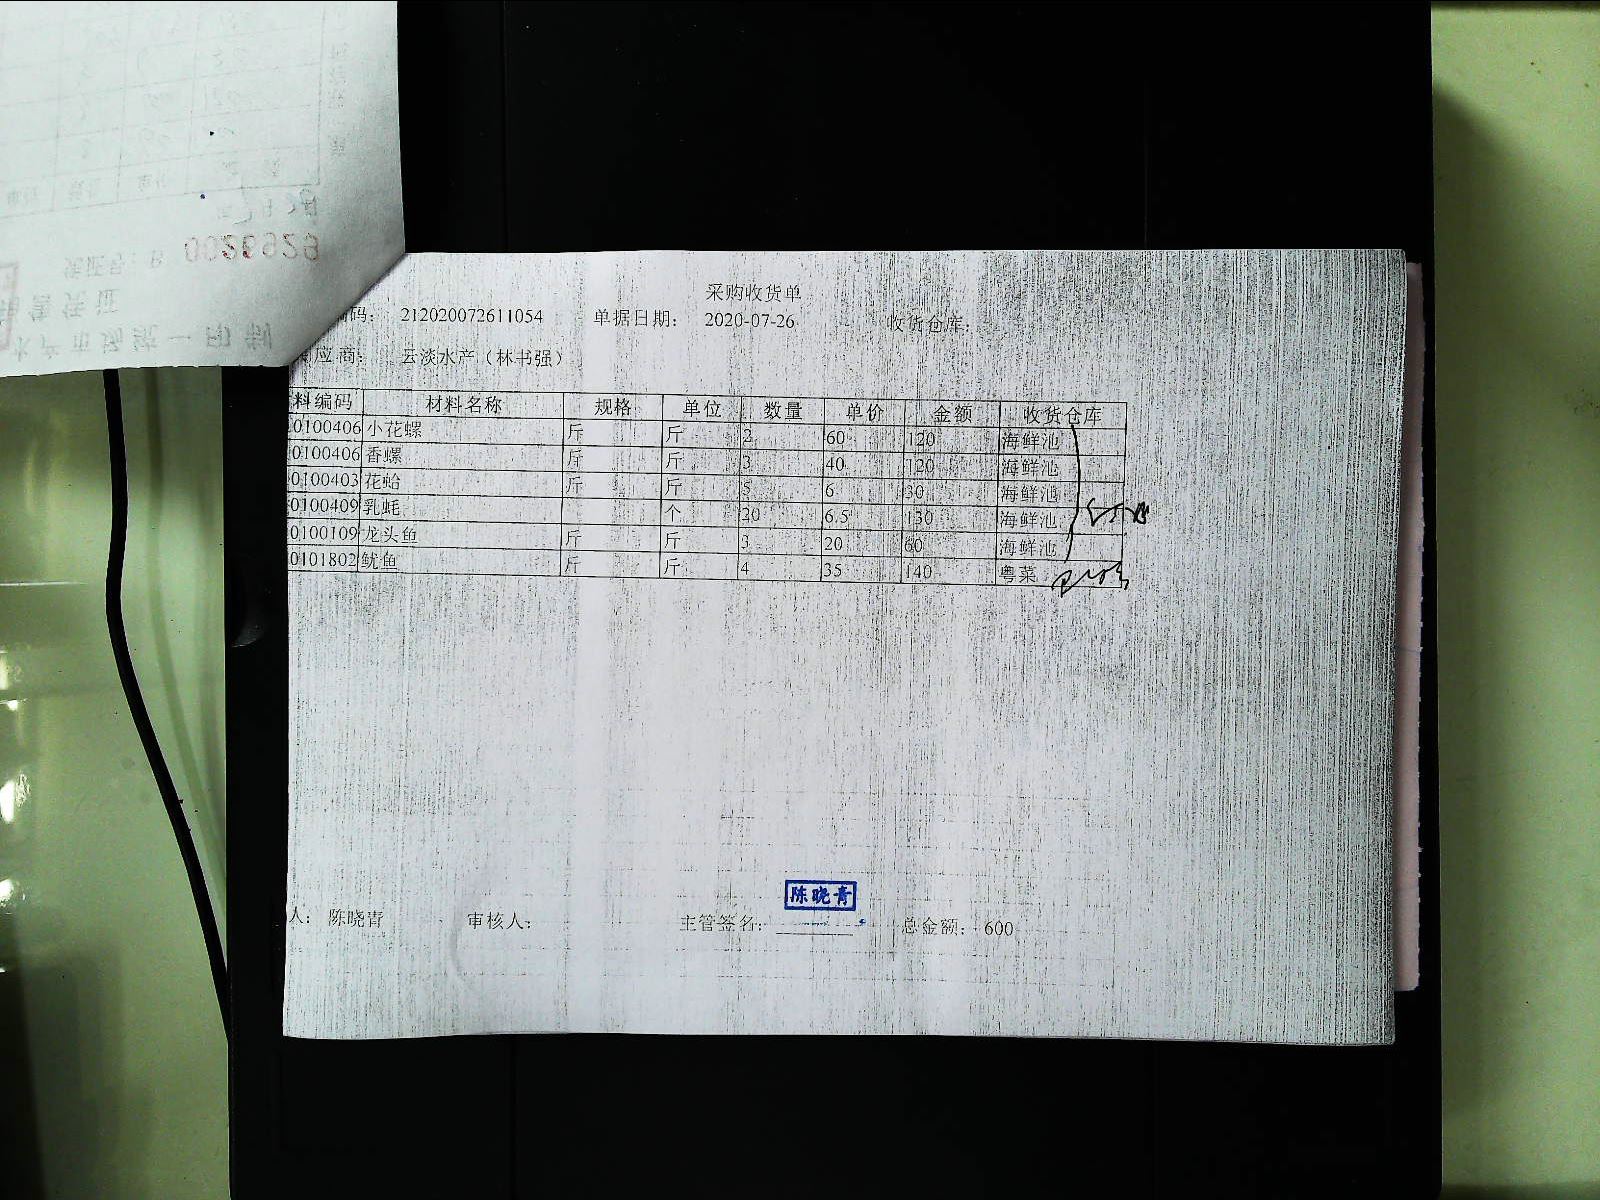 0026929
采购收货单
码： 212020072611054 单据日期： 2020-07-26 收货仓库：
应商： 云淡水产（林书强）
料编码 材料名称 规格 单位 数量 单价 金额 收货仓库
0100406 小花螺 斤 斤 2 60 120 海鲜池
0100406 香螺 斤 斤 3 40 120 海鲜池
0100403 花蛤 斤 斤 5 6 30 海鲜池
0100409 乳蚝 个 20 6.5 130 海鲜池
0100109 龙头鱼 斤 斤 3 20 60 海鲜池
0101802 鱿鱼 斤 斤 4 35 140 粤菜
陈晓青
人： 陈晓青 审核人： 主管签名： 总金额： 600